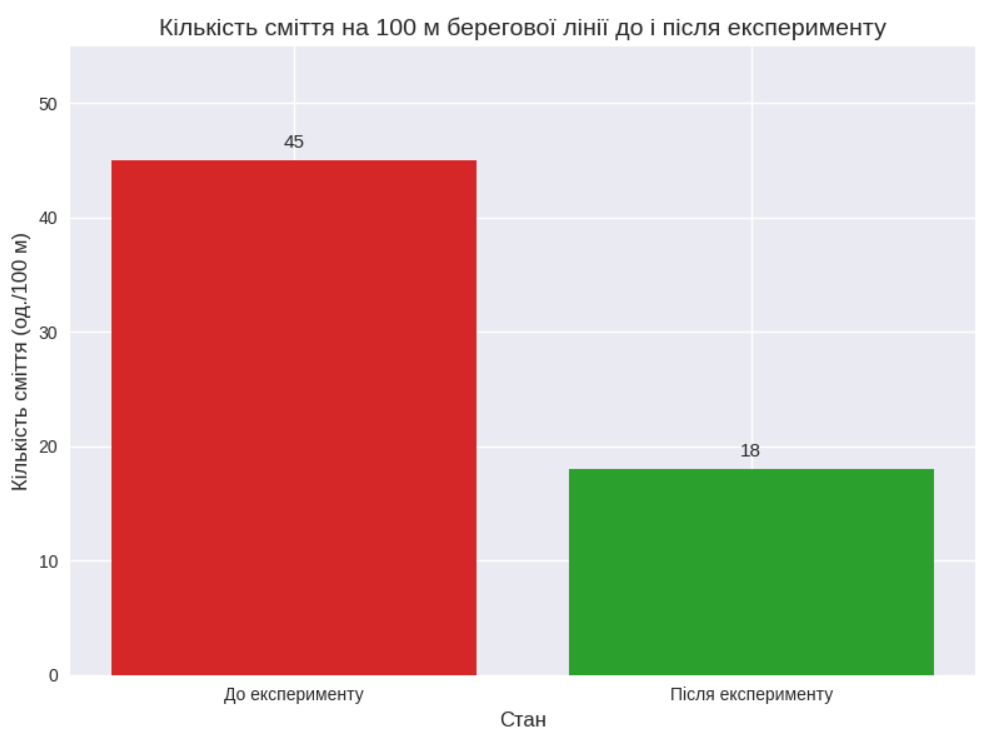 Кількість сміття на 100 м берегової лінії до і після експерименту
Кількість сміття (од./100 м)
50
40
30
20
10
0
45
18
До експерименту
Після експерименту
Стан